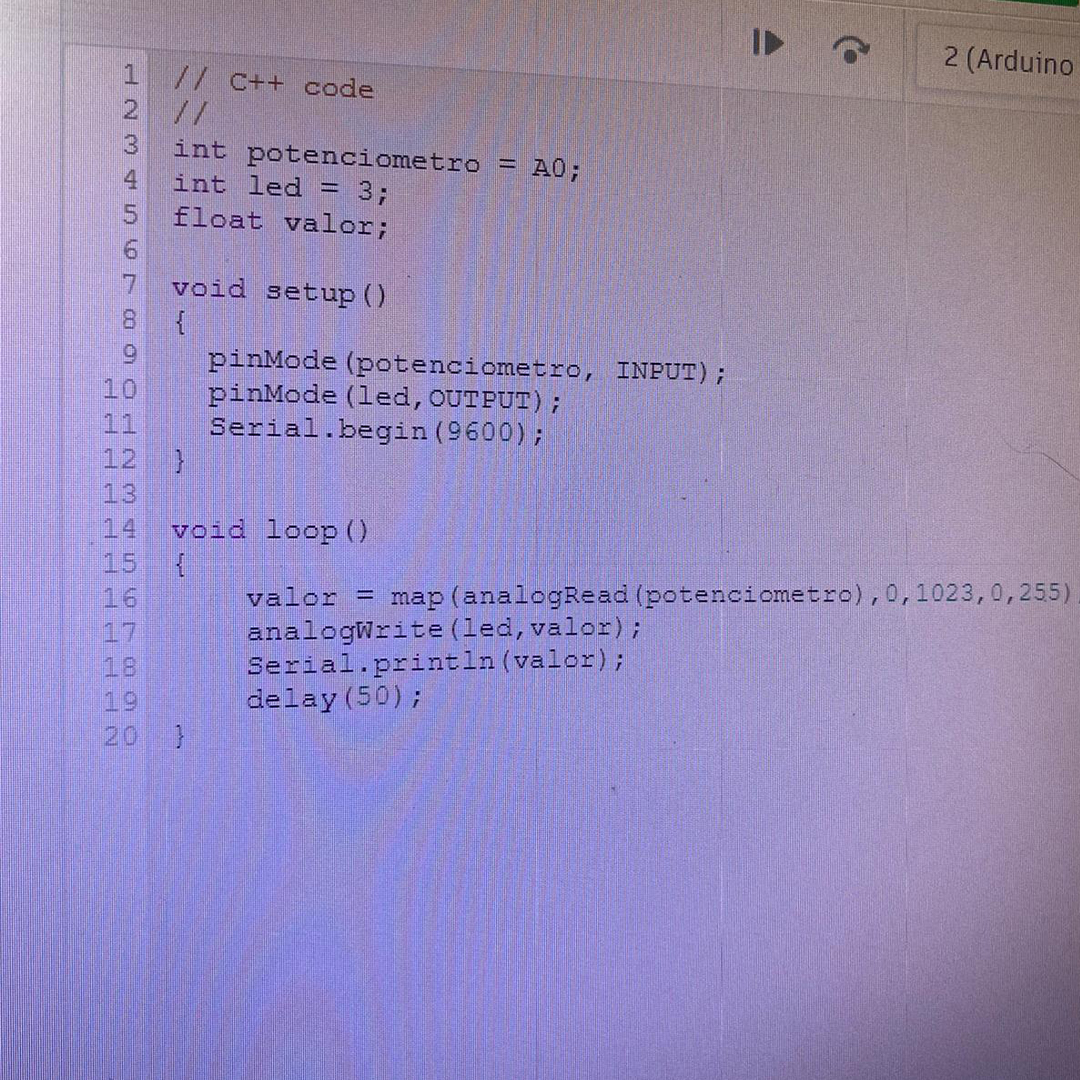 2 (Arduino
1 // C++ code
2 //
3 int potenciometro = A0;
4 int led = 3;
5 float valor;
6
7 void setup()
8 {
9 pinMode(potenciometro, INPUT);
10 pinMode(led,OUTPUT);
11 Serial.begin(9600);
12 }
13
14 void loop()
15 {
16 valor = map(analogRead(potenciometro),0,1023,0,255)
17 analogWrite(led,valor);
18 Serial.println(valor);
19 delay(50);
20 }